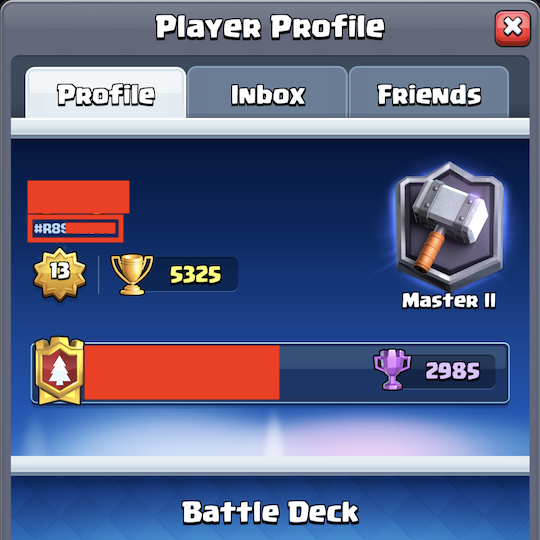 Player Profile
Profile
Inbox
Friends
#R89
13
5325
Master II
2985
Battle Deck